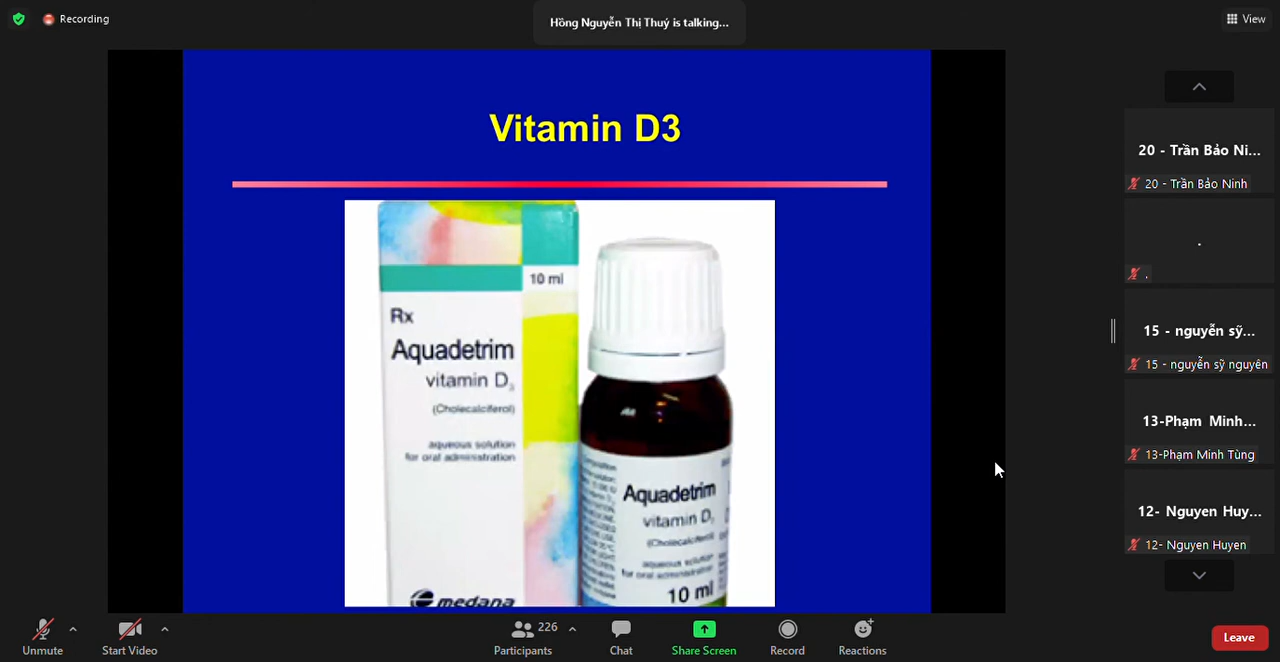 Recording
Hồng Nguyễn Thị Thuý is talking...
View
Vitamin D3
10 ml
Rx
Aquadetrim
vitamin D3
(Cholecalciferol)
aqueous solution
for oral administration
medana
Aquadetrim
vitamin D3
(Cholecalciferol)
aqueous solution
for oral administration
10 ml
20 - Trần Bảo Ni...
20 - Trần Bảo Ninh
.
.
15 - nguyễn sỹ...
15 - nguyễn sỹ nguyên
13-Phạm Minh...
13-Phạm Minh Tùng
12- Nguyen Huy...
12- Nguyen Huyen
Unmute
Start Video
226
Participants
Chat
Share Screen
Record
Reactions
Leave